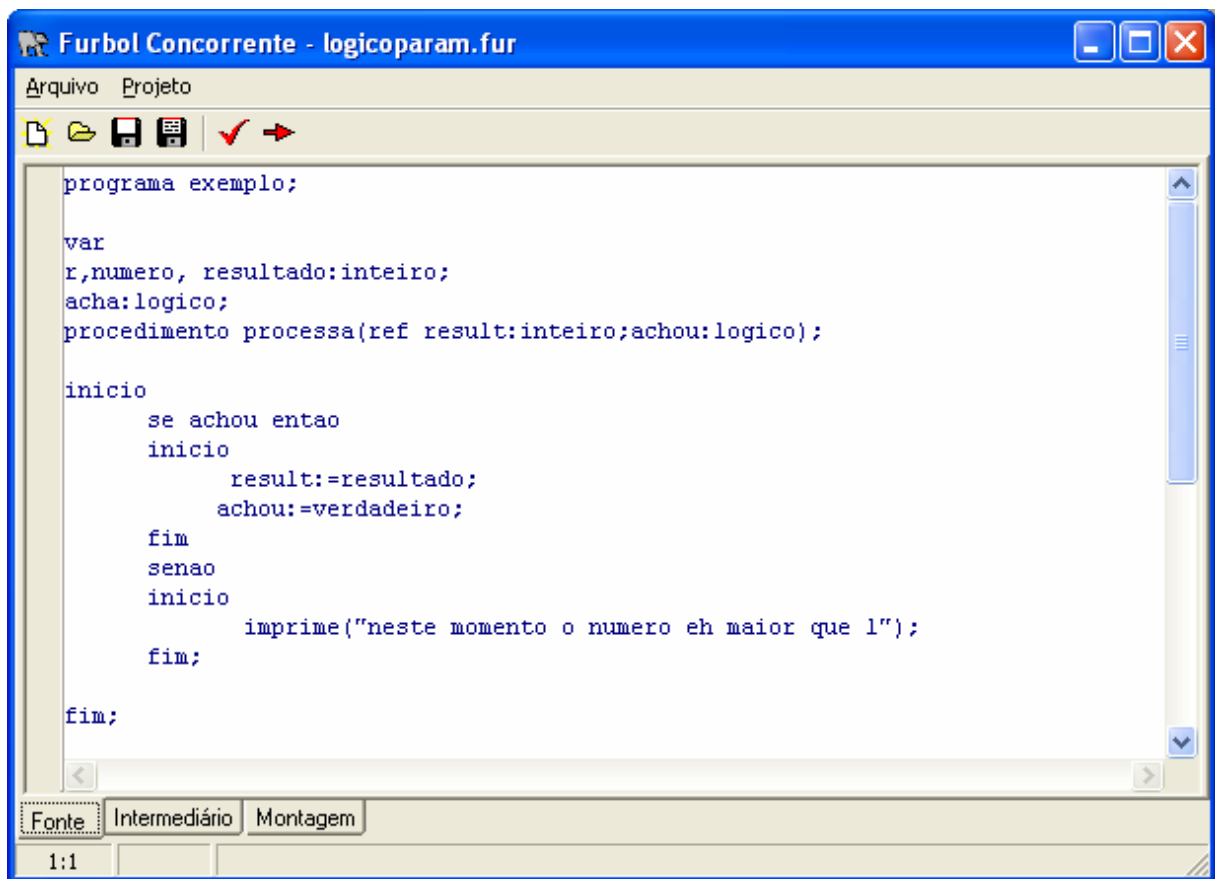 Furbol Concorrente - logicoparam.fur
Arquivo Projeto
programa exemplo;
var
r,numero, resultado:inteiro;
acha:logico;
procedimento processa(ref result:inteiro;achou:logico);
inicio
se achou entao
inicio
result:=resultado;
achou:=verdadeiro;
fim
senao
inicio
imprime("neste momento o numero eh maior que 1");
fim;
fim;
Fonte Intermediário Montagem
1:1